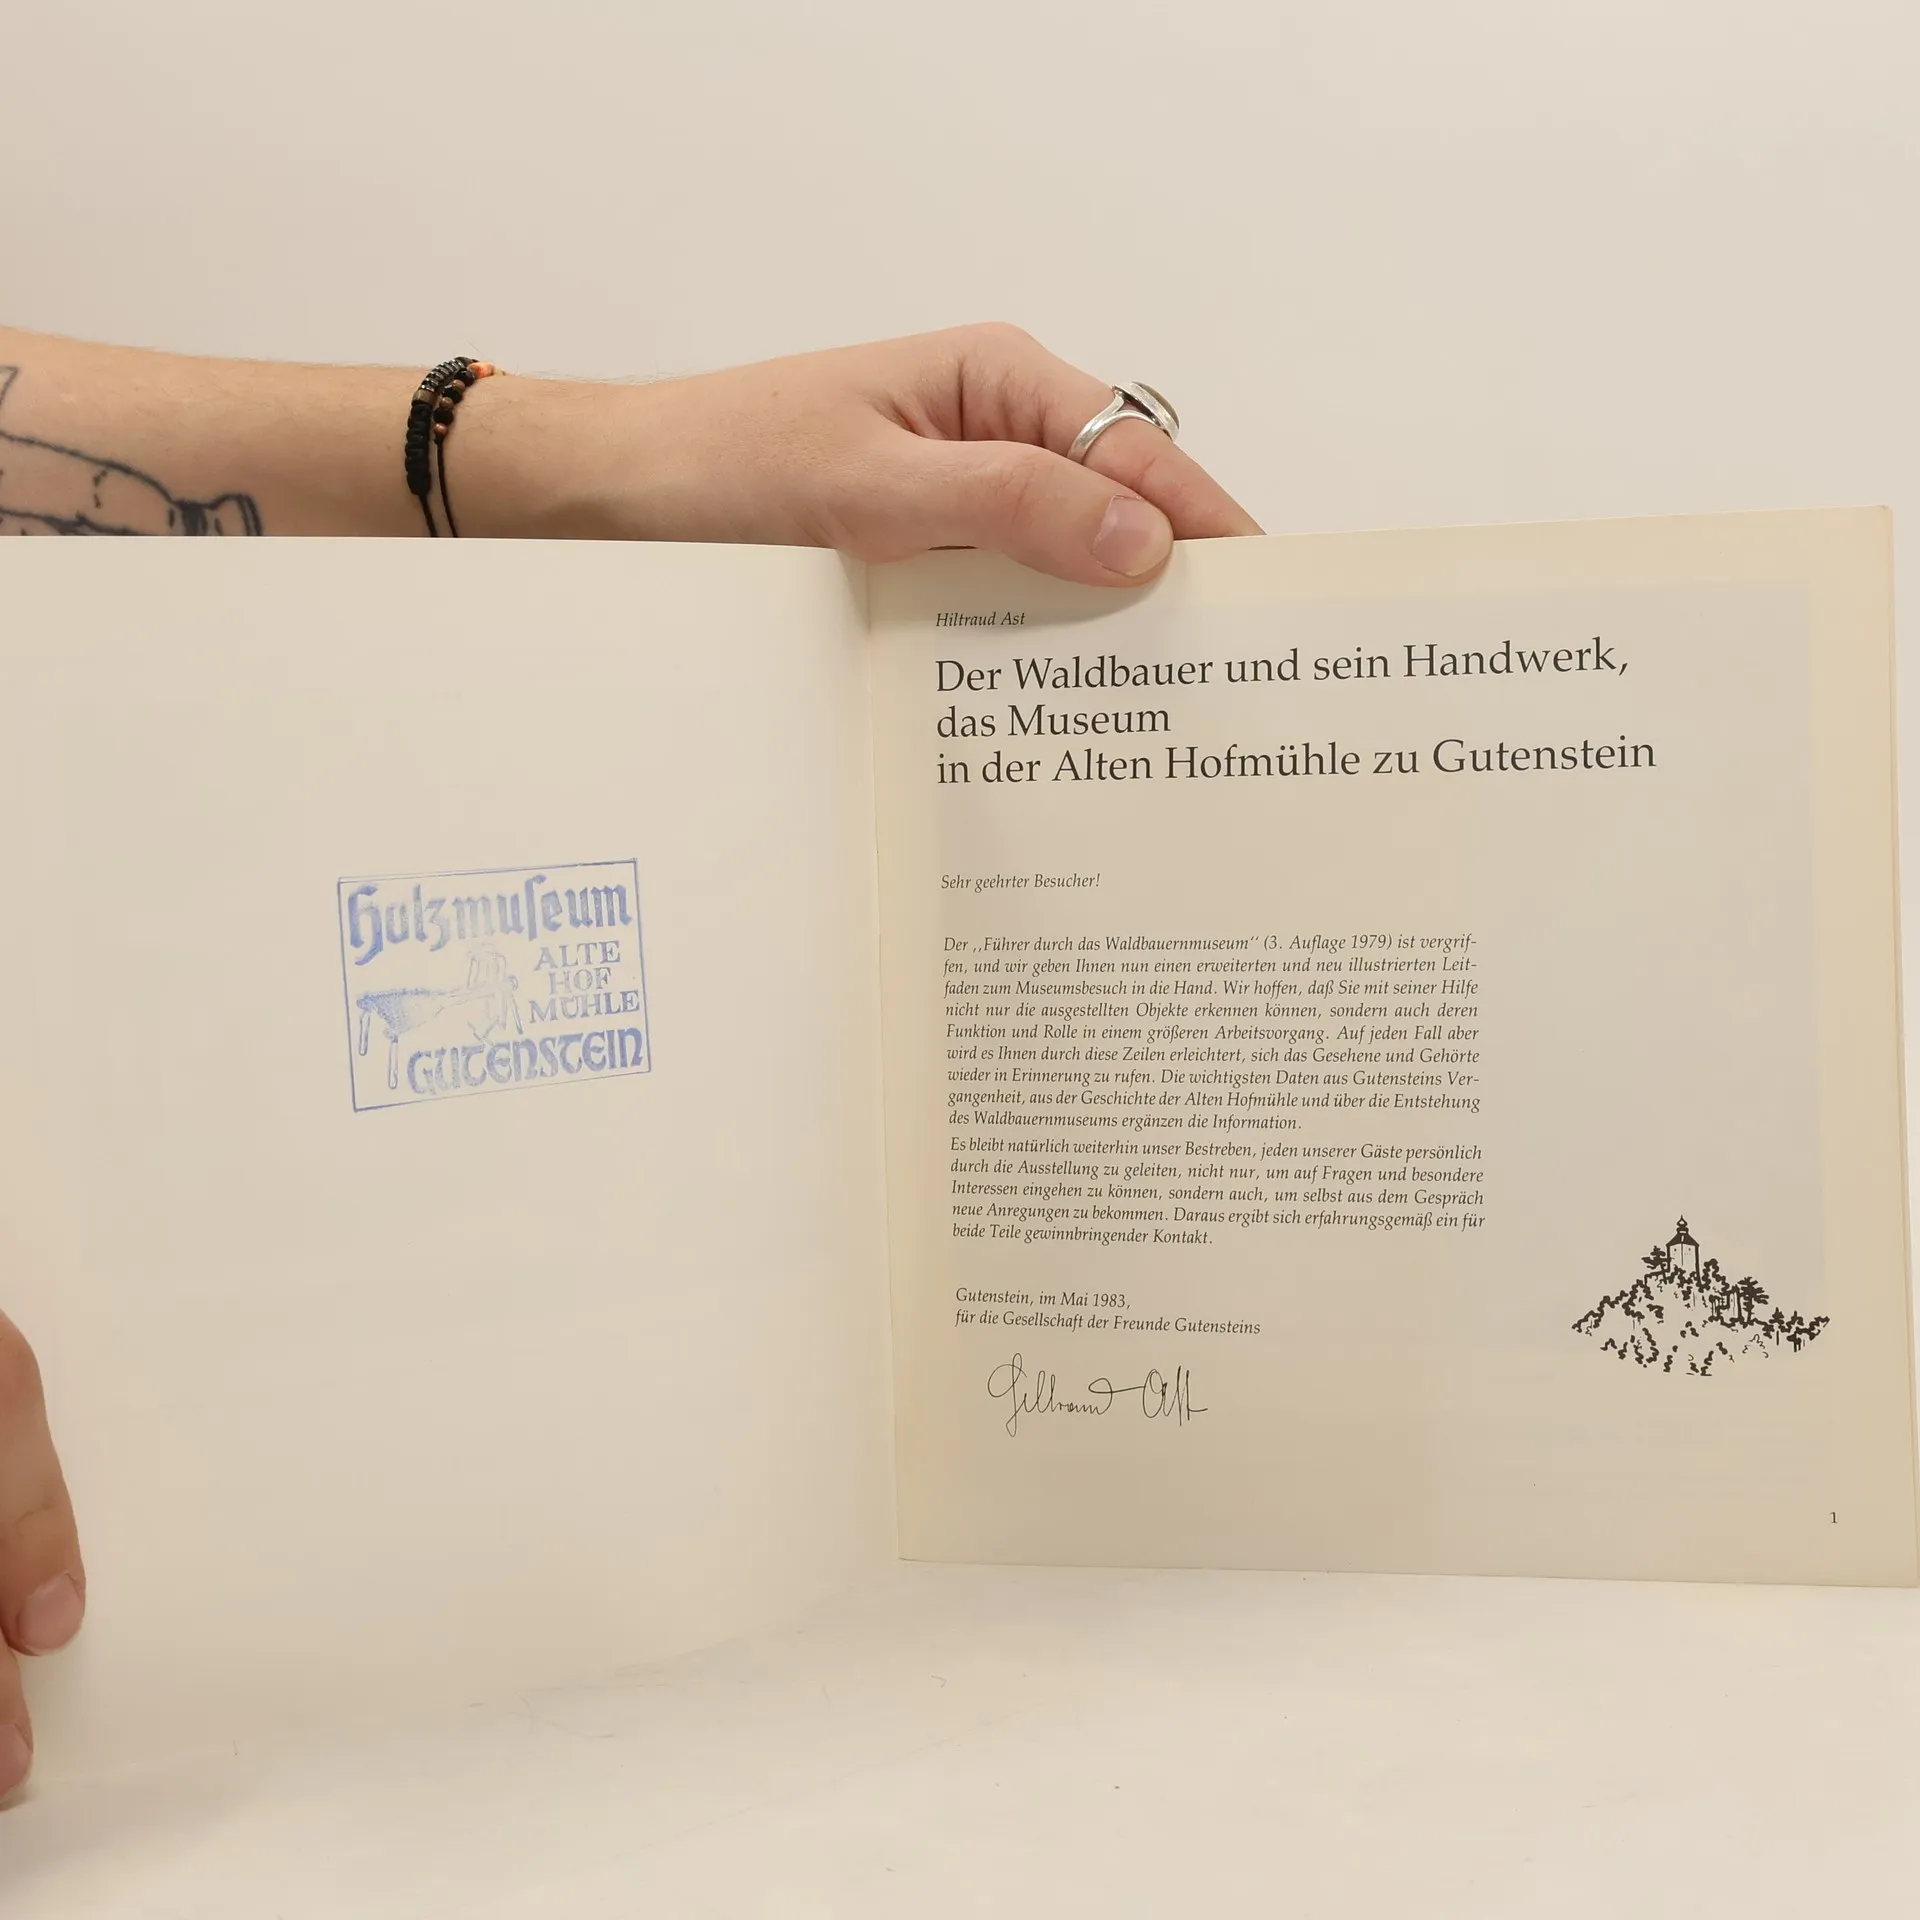 Holzmuseum
ALTE
HOF
MÜHLE
GUTENSTEIN
Hiltraud Ast
Der Waldbauer und sein Handwerk,
das Museum
in der Alten Hofmühle zu Gutenstein
Sehr geehrter Besucher!
Der ,,Führer durch das Waldbauernmuseum‘‘ (3. Auflage 1979) ist vergrif-
fen, und wir geben Ihnen nun einen erweiterten und neu illustrierten Leit-
faden zum Museumsbesuch in die Hand. Wir hoffen, daß Sie mit seiner Hilfe
nicht nur die ausgestellten Objekte erkennen können, sondern auch deren
Funktion und Rolle in einem größeren Arbeitsvorgang. Auf jeden Fall aber
wird es Ihnen durch diese Zeilen erleichtert, sich das Gesehene und Gehörte
wieder in Erinnerung zu rufen. Die wichtigsten Daten aus Gutensteins Ver-
gangenheit, aus der Geschichte der Alten Hofmühle und über die Entstehung
des Waldbauernmuseums ergänzen die Information.
Es bleibt natürlich weiterhin unser Bestreben, jeden unserer Gäste persönlich
durch die Ausstellung zu geleiten, nicht nur, um auf Fragen und besondere
Interessen eingehen zu können, sondern auch, um selbst aus dem Gespräch
neue Anregungen zu bekommen. Daraus ergibt sich erfahrungsgemäß ein für
beide Teile gewinnbringender Kontakt.
Gutenstein, im Mai 1983,
für die Gesellschaft der Freunde Gutensteins
Hiltraud Ast
1